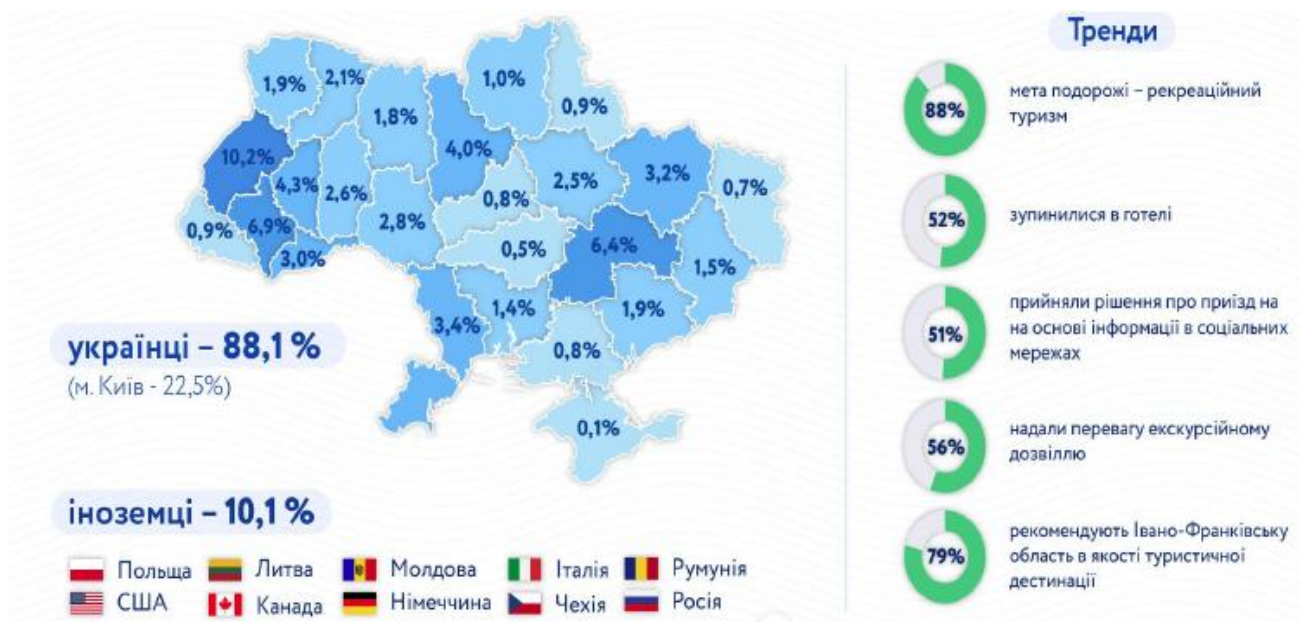 1,9%
2,1%
1,8%
1,0%
0,9%
10,2%
4,3%
2,6%
4,0%
0,8%
2,5%
3,2%
0,7%
0,9%
6,9%
3,0%
2,8%
0,5%
6,4%
1,5%
3,4%
1,4%
1,9%
0,8%
0,1%
українці – 88,1 %
(м. Київ - 22,5%)
іноземці – 10,1 %
Польща
Литва
Молдова
Італія
Румунія
США
Канада
Німеччина
Чехія
Росія
Тренди
88%
мета подорожі – рекреаційний
туризм
52%
зупинилися в готелі
51%
прийняли рішення про приїзд на
на основі інформації в соціальних
мережах
56%
надали перевагу екскурсійному
дозвіллю
79%
рекомендують Івано-Франківську
область в якості туристичної
дестинації